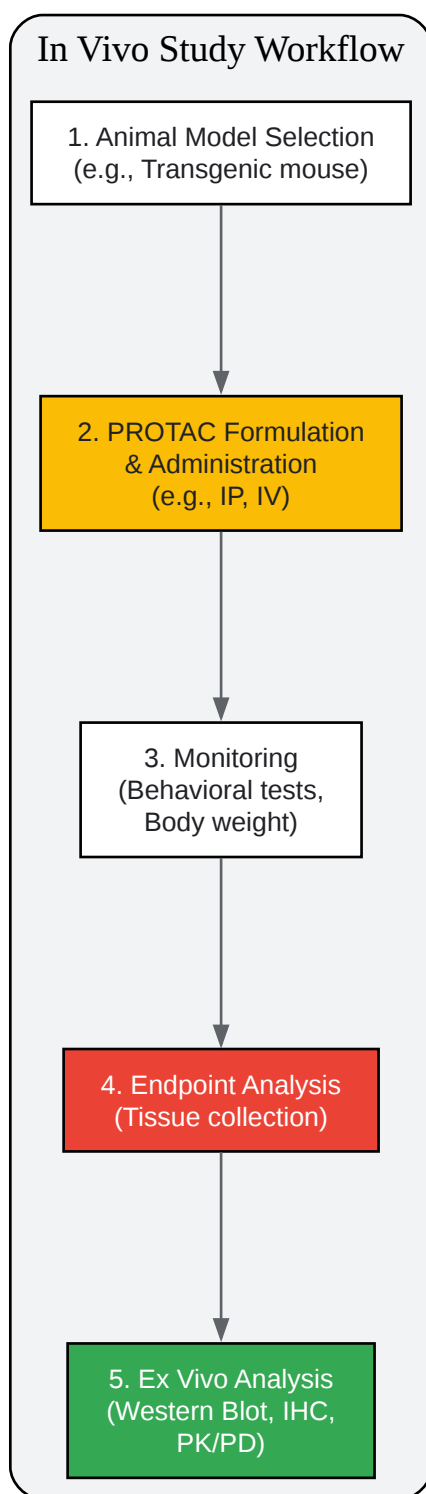 In Vivo Study Workflow
1. Animal Model Selection
(e.g., Transgenic mouse)
2. PROTAC Formulation
& Administration
(e.g., IP, IV)
3. Monitoring
(Behavioral tests,
Body weight)
4. Endpoint Analysis
(Tissue collection)
5. Ex Vivo Analysis
(Western Blot, IHC,
PK/PD)